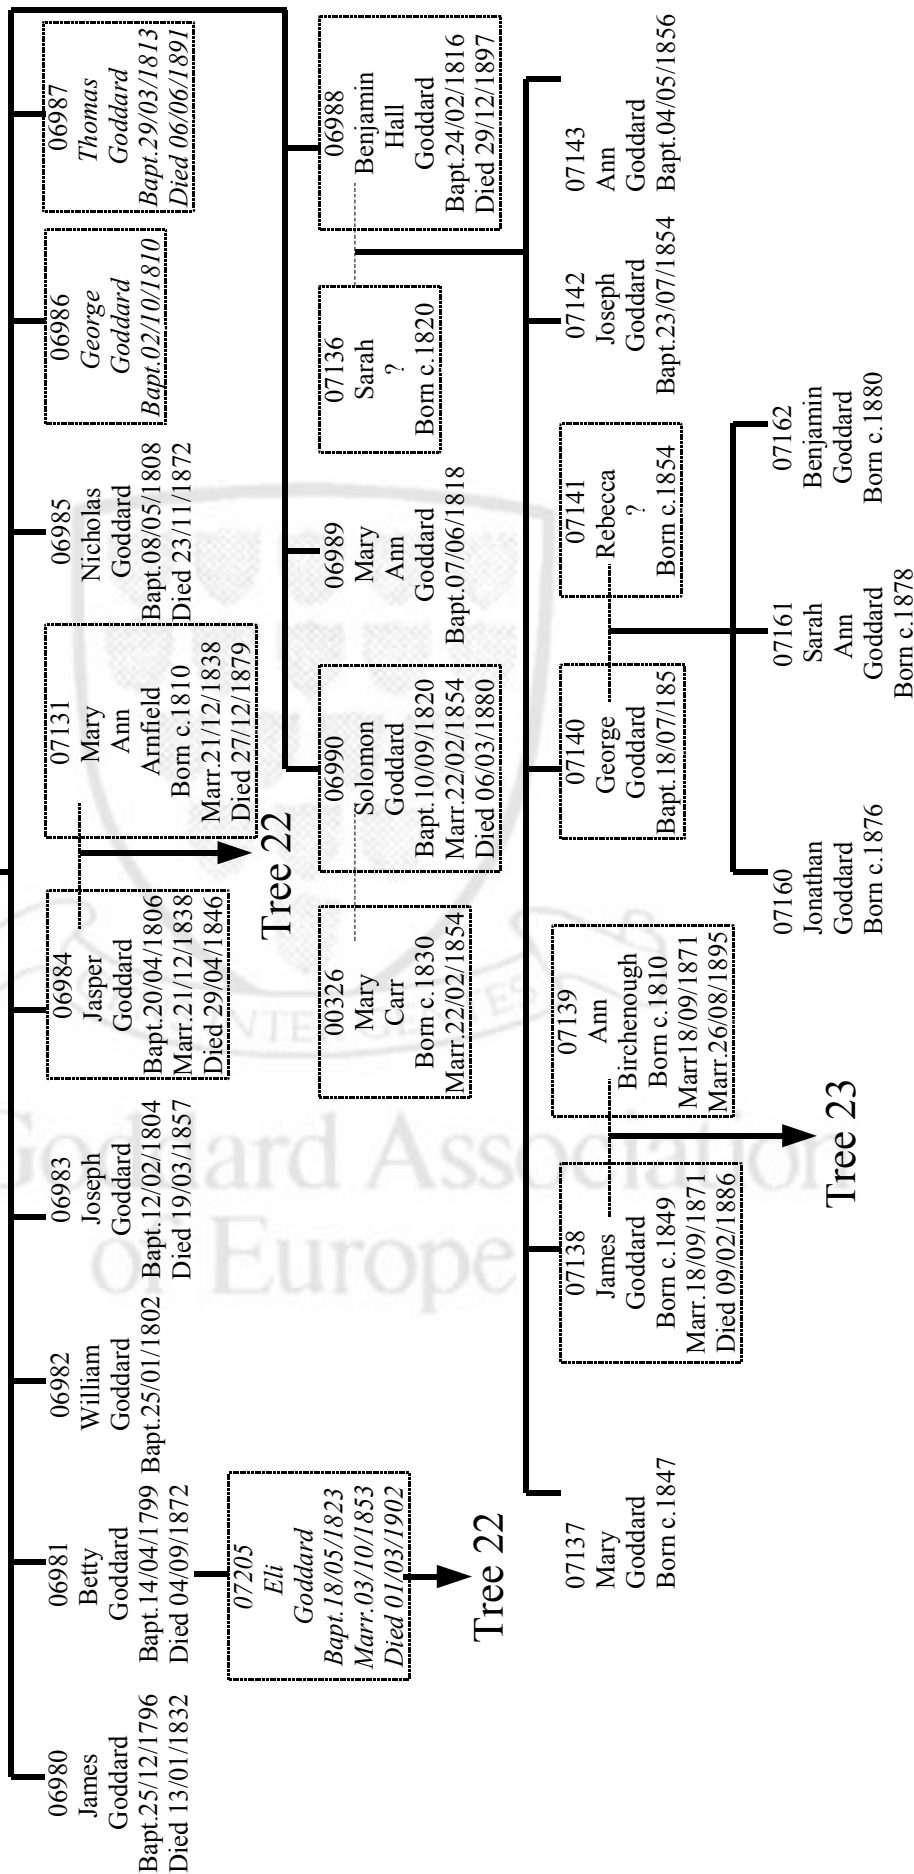 06980
James
Goddard
Bapt.25/12/1796
Died 13/01/1832
06981
Betty
Goddard
Bapt.14/04/1799
Died 04/09/1872
06982
William
Goddard
Bapt.25/01/1802
06983
Joseph
Goddard
Bapt.12/02/1804
Died 19/03/1857
06984
Jasper
Goddard
Bapt.20/04/1806
Marr.21/12/1838
Died 29/04/1846
07131
Mary
Ann
Arnfield
Born c.1810
Marr.21/12/1838
Died 27/12/1879
06985
Nicholas
Goddard
Bapt.08/05/1808
Died 23/11/1872
06986
George
Goddard
Bapt.02/10/1810
06987
Thomas
Goddard
Bapt.29/03/1813
Died 06/06/1891
07205
Eli
Goddard
Bapt.18/05/1823
Marr.03/10/1853
Died 01/03/1902
Tree 22
Tree 22
00326
Mary
Carr
Born c.1830
Marr.22/02/1854
06990
Solomon
Goddard
Bapt.10/09/1820
Marr.22/02/1854
Died 06/03/1880
06989
Mary
Ann
Goddard
Bapt.07/06/1818
07136
Sarah
?
Born c.1820
06988
Benjamin
Hall
Goddard
Bapt.24/02/1816
Died 29/12/1897
07137
Mary
Goddard
Born c.1847
07138
James
Goddard
Born c.1849
Marr.18/09/1871
Died 09/02/1886
07139
Ann
Birchenough
Born c.1810
Marr18/09/1871
Marr.26/08/1895
Tree 23
07140
George
Goddard
Bapt.18/07/185
07141
Rebecca
?
Born c.1854
07142
Joseph
Goddard
Bapt.23/07/1854
07143
Ann
Goddard
Bapt.04/05/1856
07160
Jonathan
Goddard
Born c.1876
07161
Sarah
Ann
Goddard
Born c.1878
07162
Benjamin
Goddard
Born c.1880
INTER GENTES
Goddard Association
of Europe